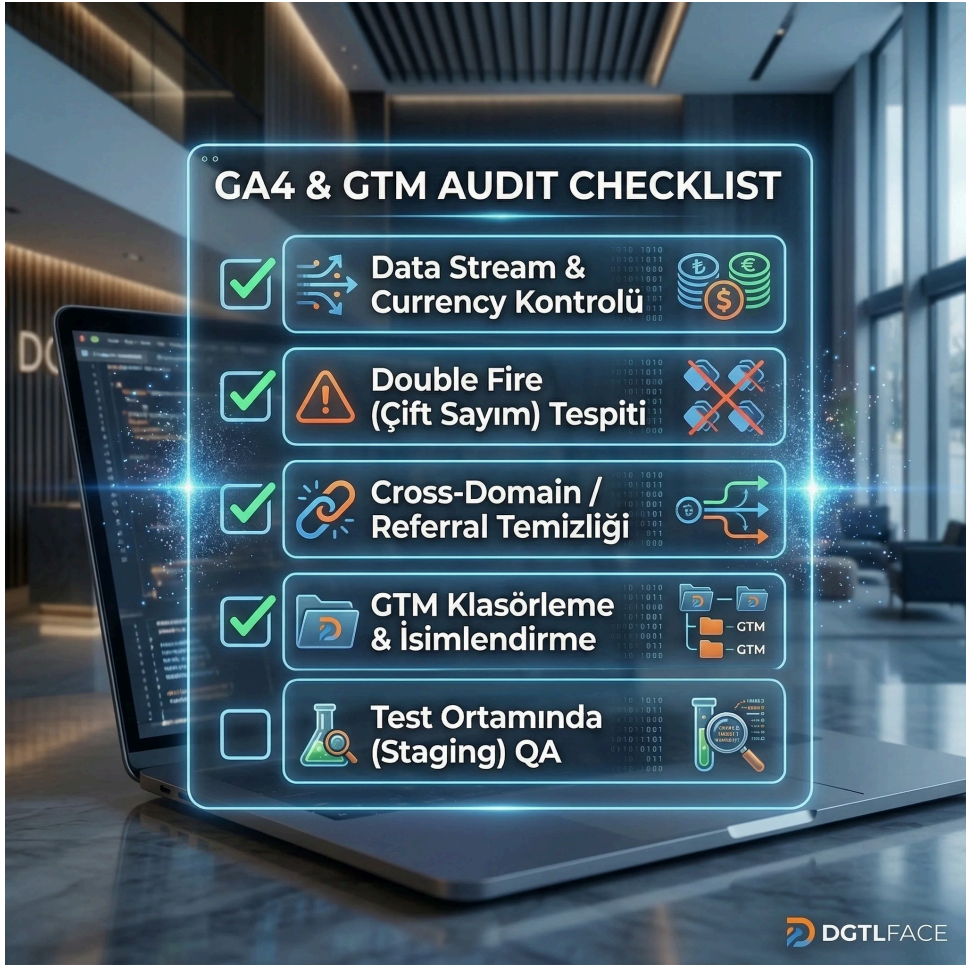 GA4 & GTM AUDIT CHECKLIST
Data Stream &
Currency Kontrolü
Double Fire
(Çift Sayım) Tespiti
Cross-Domain /
Referral Temizliği
GTM Klasörleme
& İsimlendirme
GTM
GTM
Test Ortamında
(Staging) QA
DGTLFACE